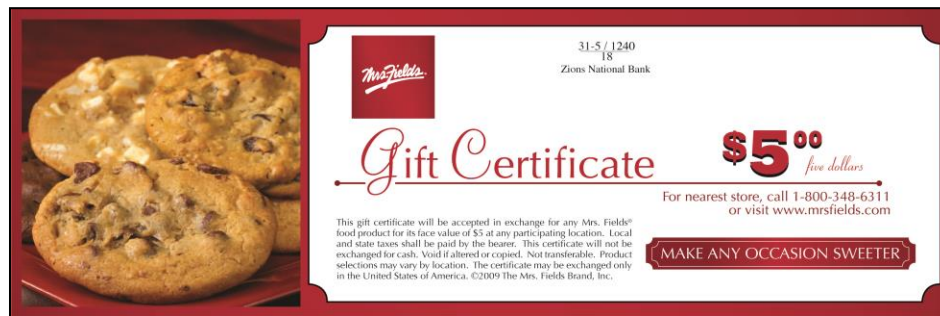 Mrs. Fields.
31-5 / 1240
18
Zions National Bank
Gift Certificate
$5 00
five dollars
For nearest store, call 1-800-348-6311
or visit www.mrsfields.com
This gift certificate will be accepted in exchange for any Mrs. Fields®
food product for its face value of $5 at any participating location. Local
and state taxes shall be paid by the bearer. This certificate will not be
exchanged for cash. Void if altered or copied. Not transferable. Product
selections may vary by location. The certificate may be exchanged only
in the United States of America. ©2009 The Mrs. Fields Brand, Inc.
MAKE ANY OCCASION SWEETER